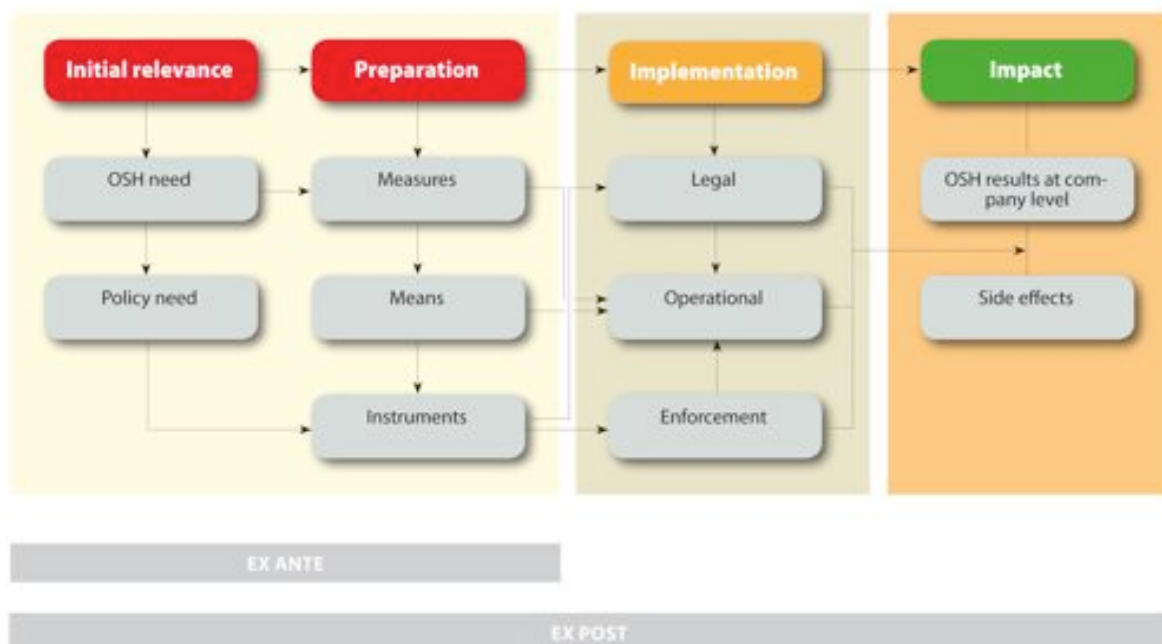 Initial relevance
Preparation
Implementation
Impact
OSH need
Measures
Legal
OSH results at com-
pany level
Policy need
Means
Operational
Side effects
Instruments
Enforcement
EX ANTE
EX POST